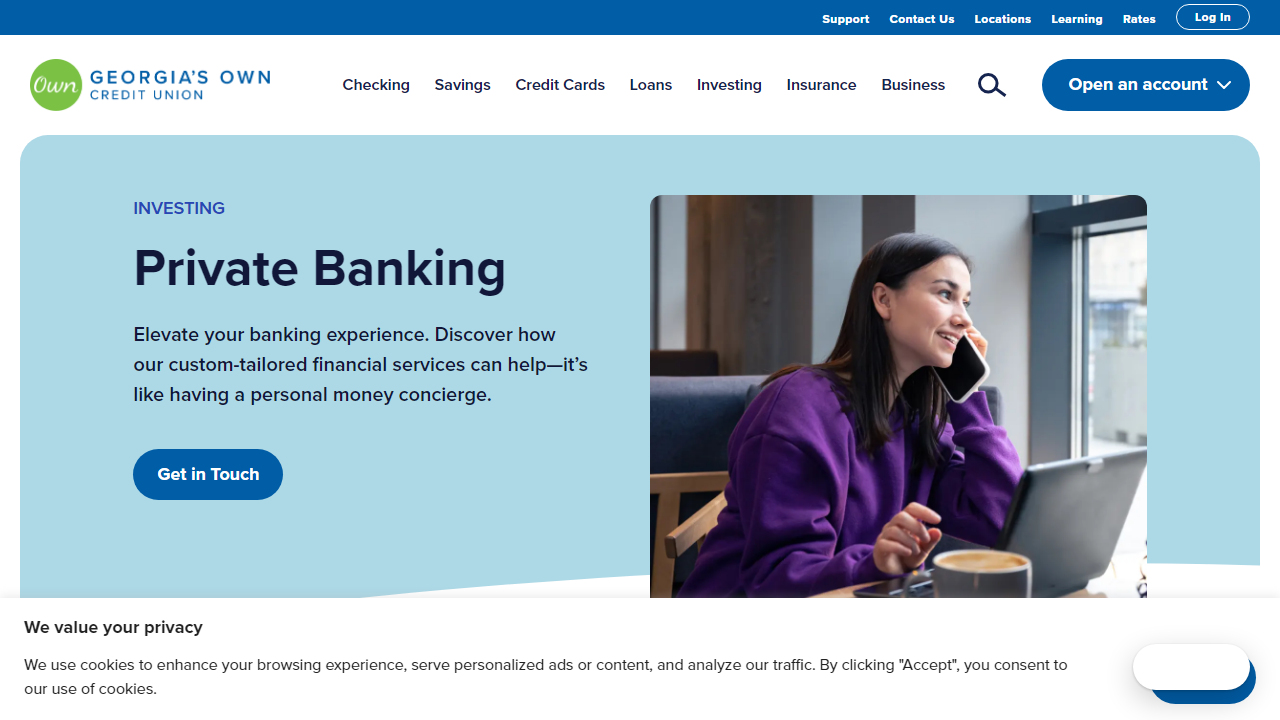 Support Contact Us Locations Learning Rates Log In
Own GEORGIA'S OWN
CREDIT UNION
Checking Savings Credit Cards Loans Investing Insurance Business Open an account
INVESTING
Private Banking
Elevate your banking experience. Discover how
our custom-tailored financial services can help—it's
like having a personal money concierge.
Get in Touch
We value your privacy
We use cookies to enhance your browsing experience, serve personalized ads or content, and analyze our traffic. By clicking "Accept", you consent to
our use of cookies.